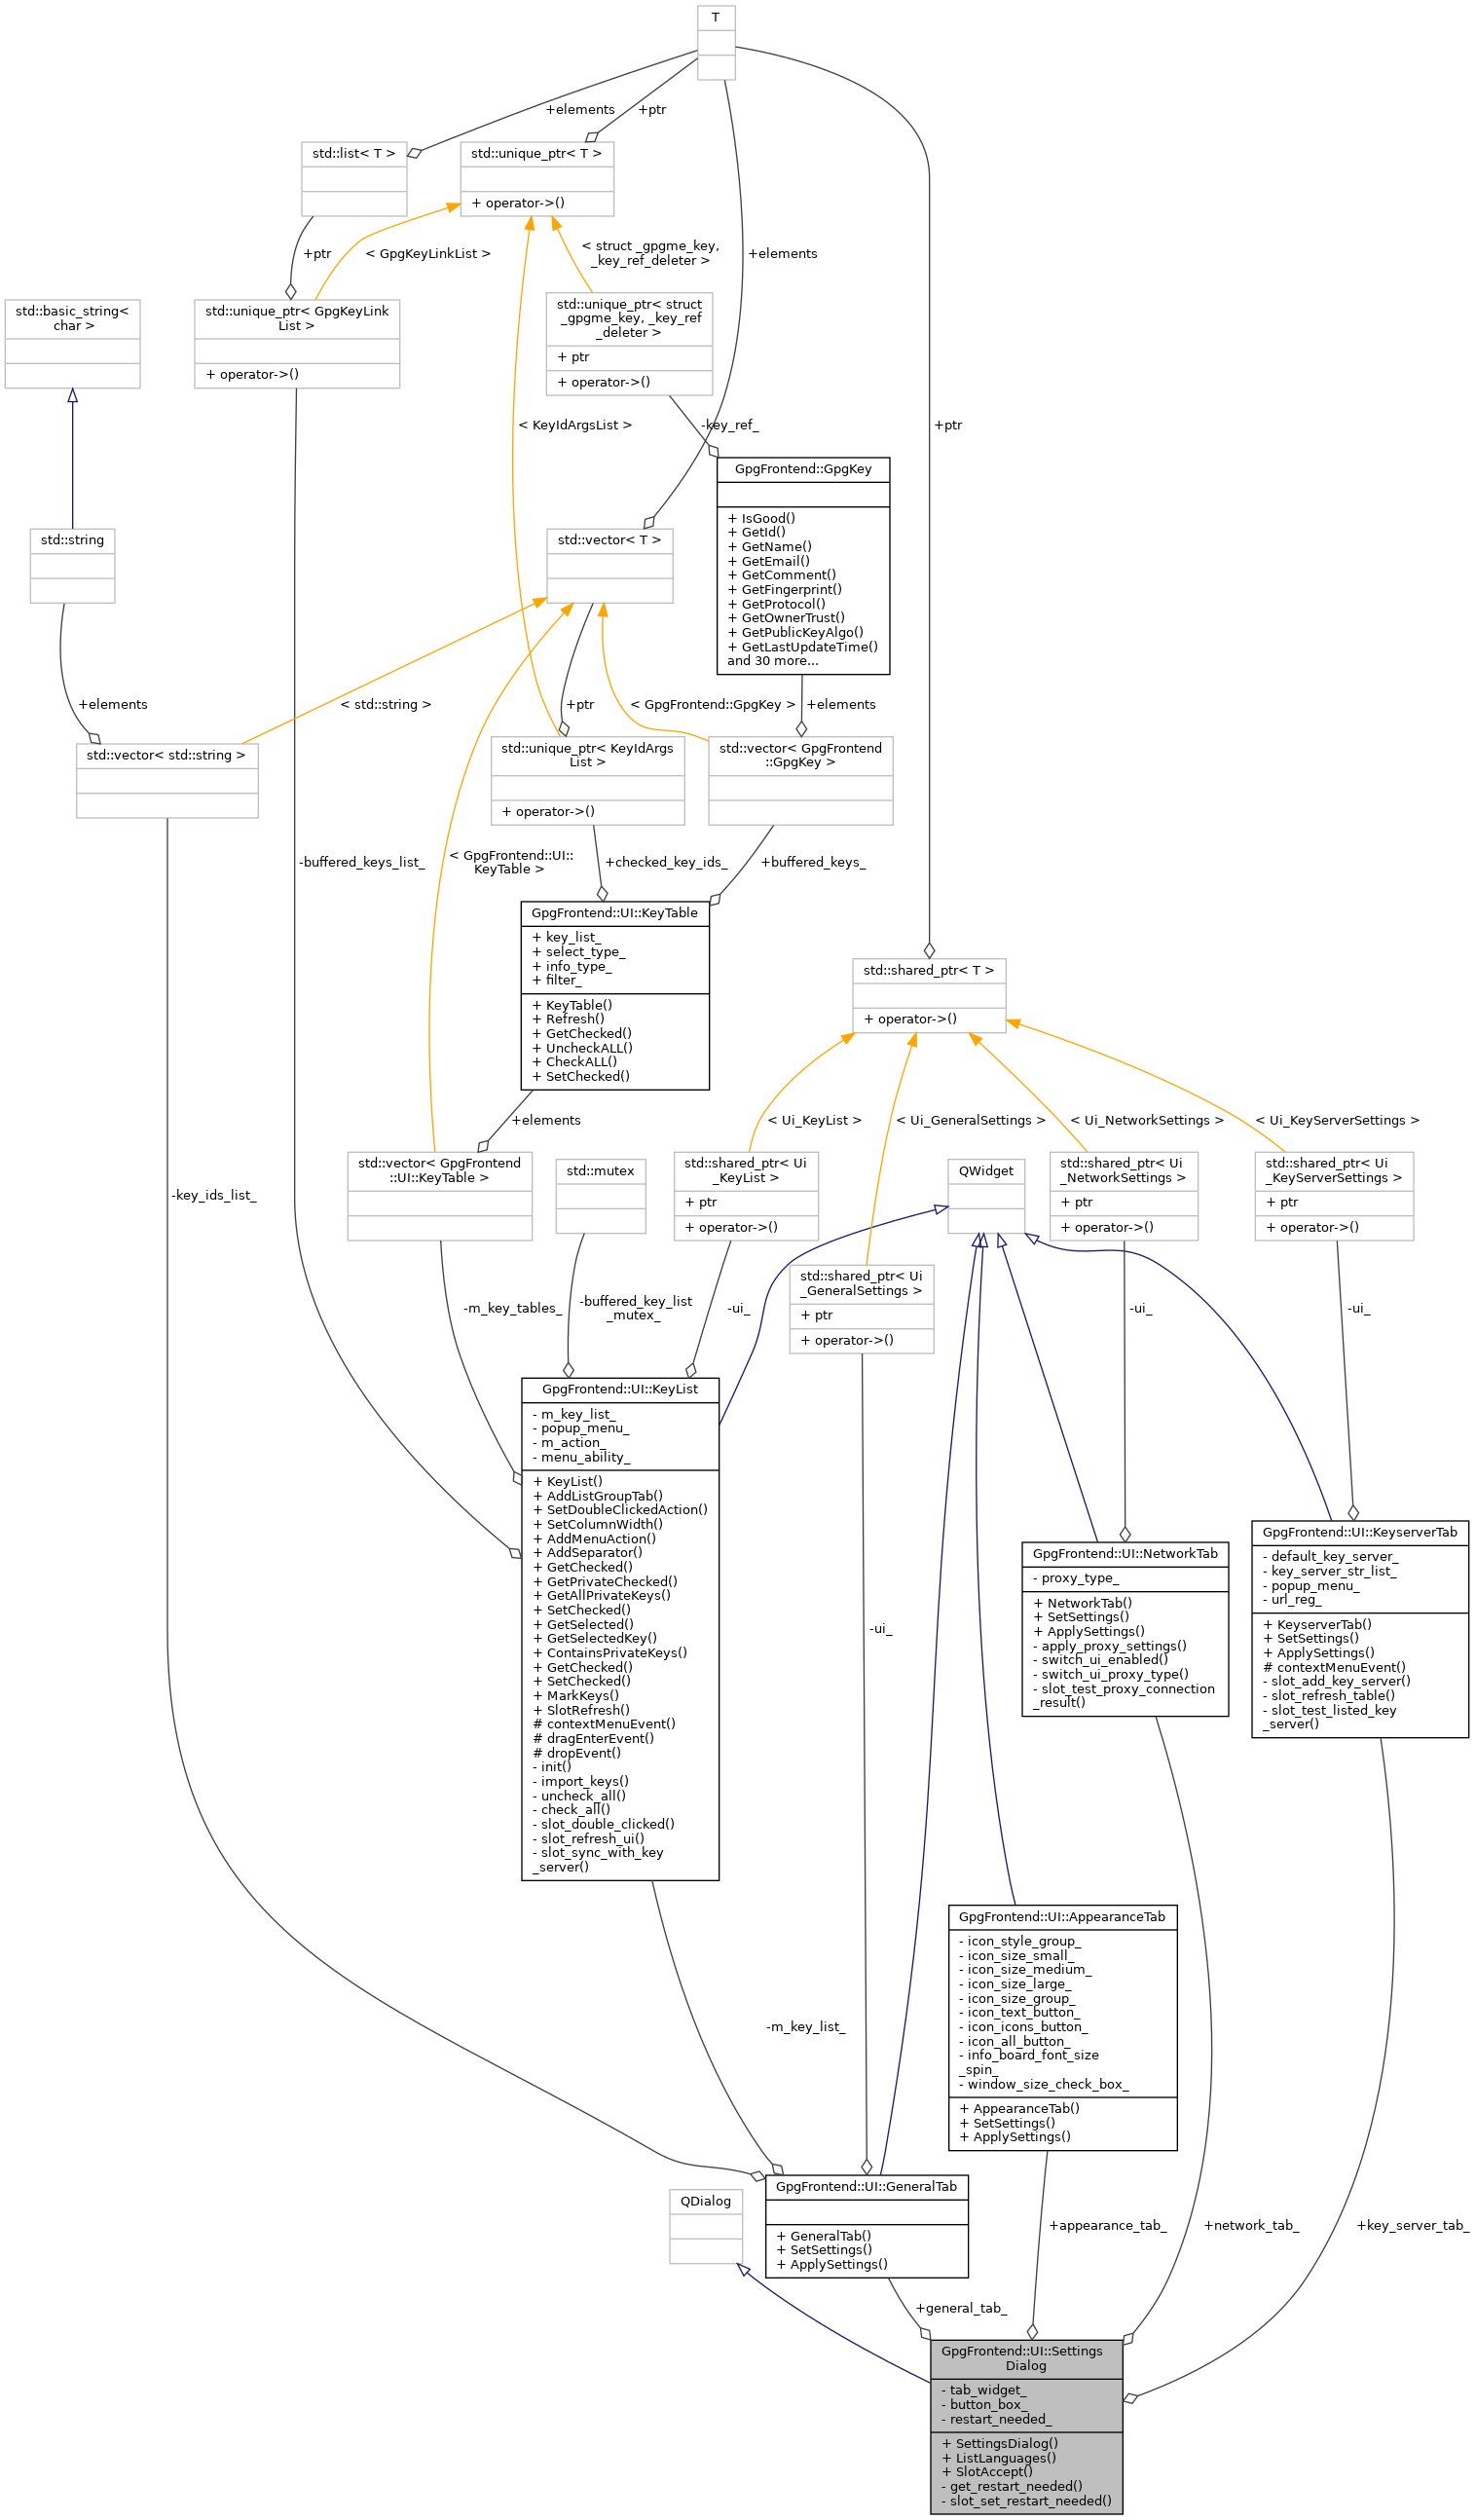 T
+elements
+ptr
std::list< T >
std::unique_ptr< T >
+ operator->()
+ptr
< GpgKeyLinkList >
< struct _gpgme_key,
_key_ref_deleter >
+elements
std::basic_string<
char >
std::unique_ptr< GpgKeyLink
List >
+ operator->()
std::unique_ptr< struct
_gpgme_key, _key_ref
_deleter >
+ ptr
+ operator->()
< KeyIdArgsList >
-key_ref_
+ptr
GpgFrontend::GpgKey
+ IsGood()
+ GetId()
+ GetName()
+ GetEmail()
+ GetComment()
+ GetFingerprint()
+ GetProtocol()
+ GetOwnerTrust()
+ GetPublicKeyAlgo()
+ GetLastUpdateTime()
and 30 more...
std::string
std::vector< T >
+elements
< std::string >
+ptr
< GpgFrontend::GpgKey >
+elements
std::vector< std::string >
std::unique_ptr< KeyIdArgs
List >
+ operator->()
std::vector< GpgFrontend
::GpgKey >
-buffered_keys_list_
< GpgFrontend::UI::
KeyTable >
+checked_key_ids_
+buffered_keys_
GpgFrontend::UI::KeyTable
+ key_list_
+ select_type_
+ info_type_
+ filter_
+ KeyTable()
+ Refresh()
+ GetChecked()
+ UncheckALL()
+ CheckALL()
+ SetChecked()
std::shared_ptr< T >
+ operator->()
+elements
< Ui_KeyList >
< Ui_GeneralSettings >
< Ui_NetworkSettings >
< Ui_KeyServerSettings >
-key_ids_list_
std::vector< GpgFrontend
::UI::KeyTable >
std::mutex
std::shared_ptr< Ui
_KeyList >
+ ptr
+ operator->()
QWidget
std::shared_ptr< Ui
_NetworkSettings >
+ ptr
+ operator->()
std::shared_ptr< Ui
_KeyServerSettings >
+ ptr
+ operator->()
std::shared_ptr< Ui
_GeneralSettings >
+ ptr
+ operator->()
-m_key_tables_
-buffered_key_list
_mutex_
-ui_
-ui_
-ui_
GpgFrontend::UI::KeyList
- m_key_list_
- popup_menu_
- m_action_
- menu_ability_
+ KeyList()
+ AddListGroupTab()
+ SetDoubleClickedAction()
+ SetColumnWidth()
+ AddMenuAction()
+ AddSeparator()
+ GetChecked()
+ GetPrivateChecked()
+ GetAllPrivateKeys()
+ SetChecked()
+ GetSelected()
+ GetSelectedKey()
+ ContainsPrivateKeys()
+ GetChecked()
+ SetChecked()
+ MarkKeys()
+ SlotRefresh()
# contextMenuEvent()
# dragEnterEvent()
# dropEvent()
- init()
- import_keys()
- uncheck_all()
- check_all()
- slot_double_clicked()
- slot_refresh_ui()
- slot_sync_with_key
_server()
-ui_
GpgFrontend::UI::NetworkTab
- proxy_type_
+ NetworkTab()
+ SetSettings()
+ ApplySettings()
- apply_proxy_settings()
- switch_ui_enabled()
- switch_ui_proxy_type()
- slot_test_proxy_connection
_result()
GpgFrontend::UI::KeyserverTab
- default_key_server_
- key_server_str_list_
- popup_menu_
- url_reg_
+ KeyserverTab()
+ SetSettings()
+ ApplySettings()
# contextMenuEvent()
- slot_add_key_server()
- slot_refresh_table()
- slot_test_listed_key
_server()
GpgFrontend::UI::AppearanceTab
- icon_style_group_
- icon_size_small_
- icon_size_medium_
- icon_size_large_
- icon_size_group_
- icon_text_button_
- icon_icons_button_
- icon_all_button_
- info_board_font_size
_spin_
- window_size_check_box_
+ AppearanceTab()
+ SetSettings()
+ ApplySettings()
-m_key_list_
QDialog
GpgFrontend::UI::GeneralTab
+ GeneralTab()
+ SetSettings()
+ ApplySettings()
+appearance_tab_
+network_tab_
+key_server_tab_
+general_tab_
GpgFrontend::UI::Settings
Dialog
- tab_widget_
- button_box_
- restart_needed_
+ SettingsDialog()
+ ListLanguages()
+ SlotAccept()
- get_restart_needed()
- slot_set_restart_needed()